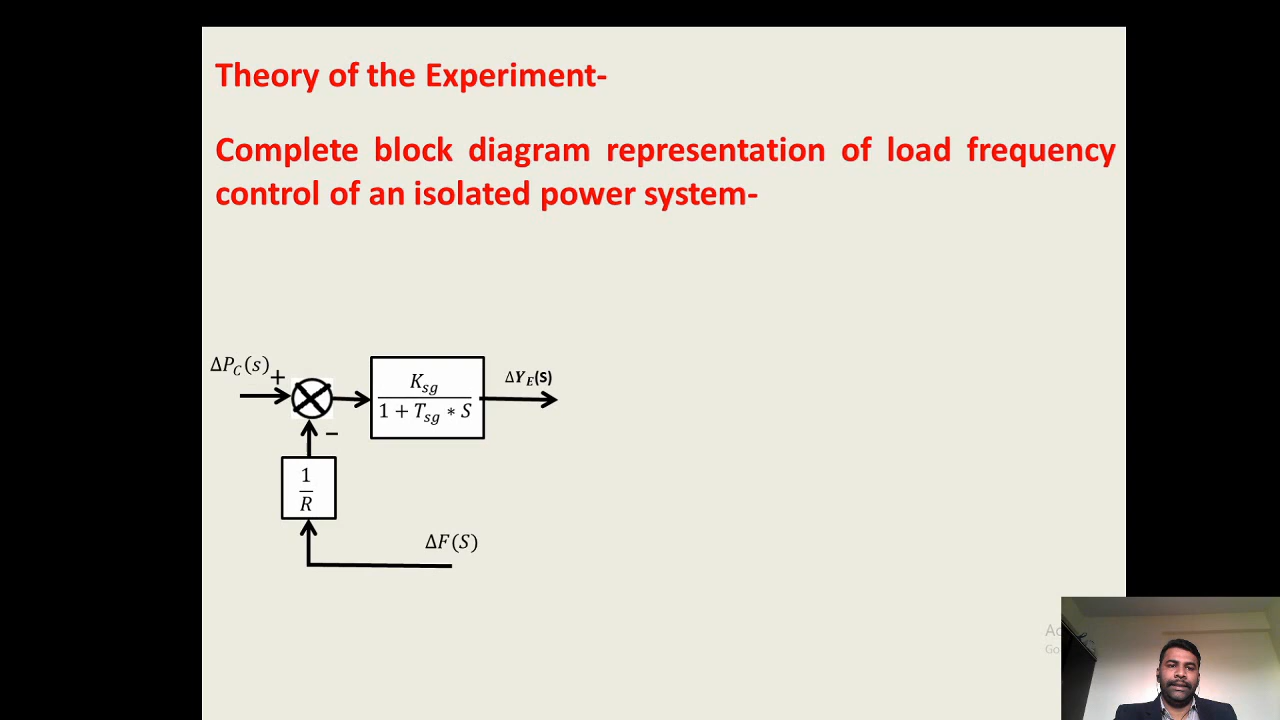 Theory of the Experiment-
Complete block diagram representation of load frequency
control of an isolated power system-
ΔP_C(s)
+
K_sg
1 + T_sg * S
ΔY_E(S)
−
1
R
ΔF(S)